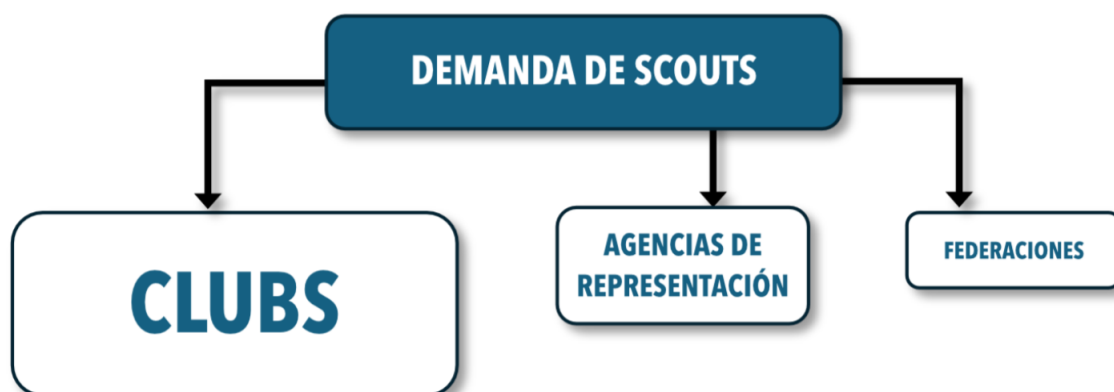 DEMANDA DE SCOUTS
CLUBS
AGENCIAS DE
REPRESENTACIÓN
FEDERACIONES